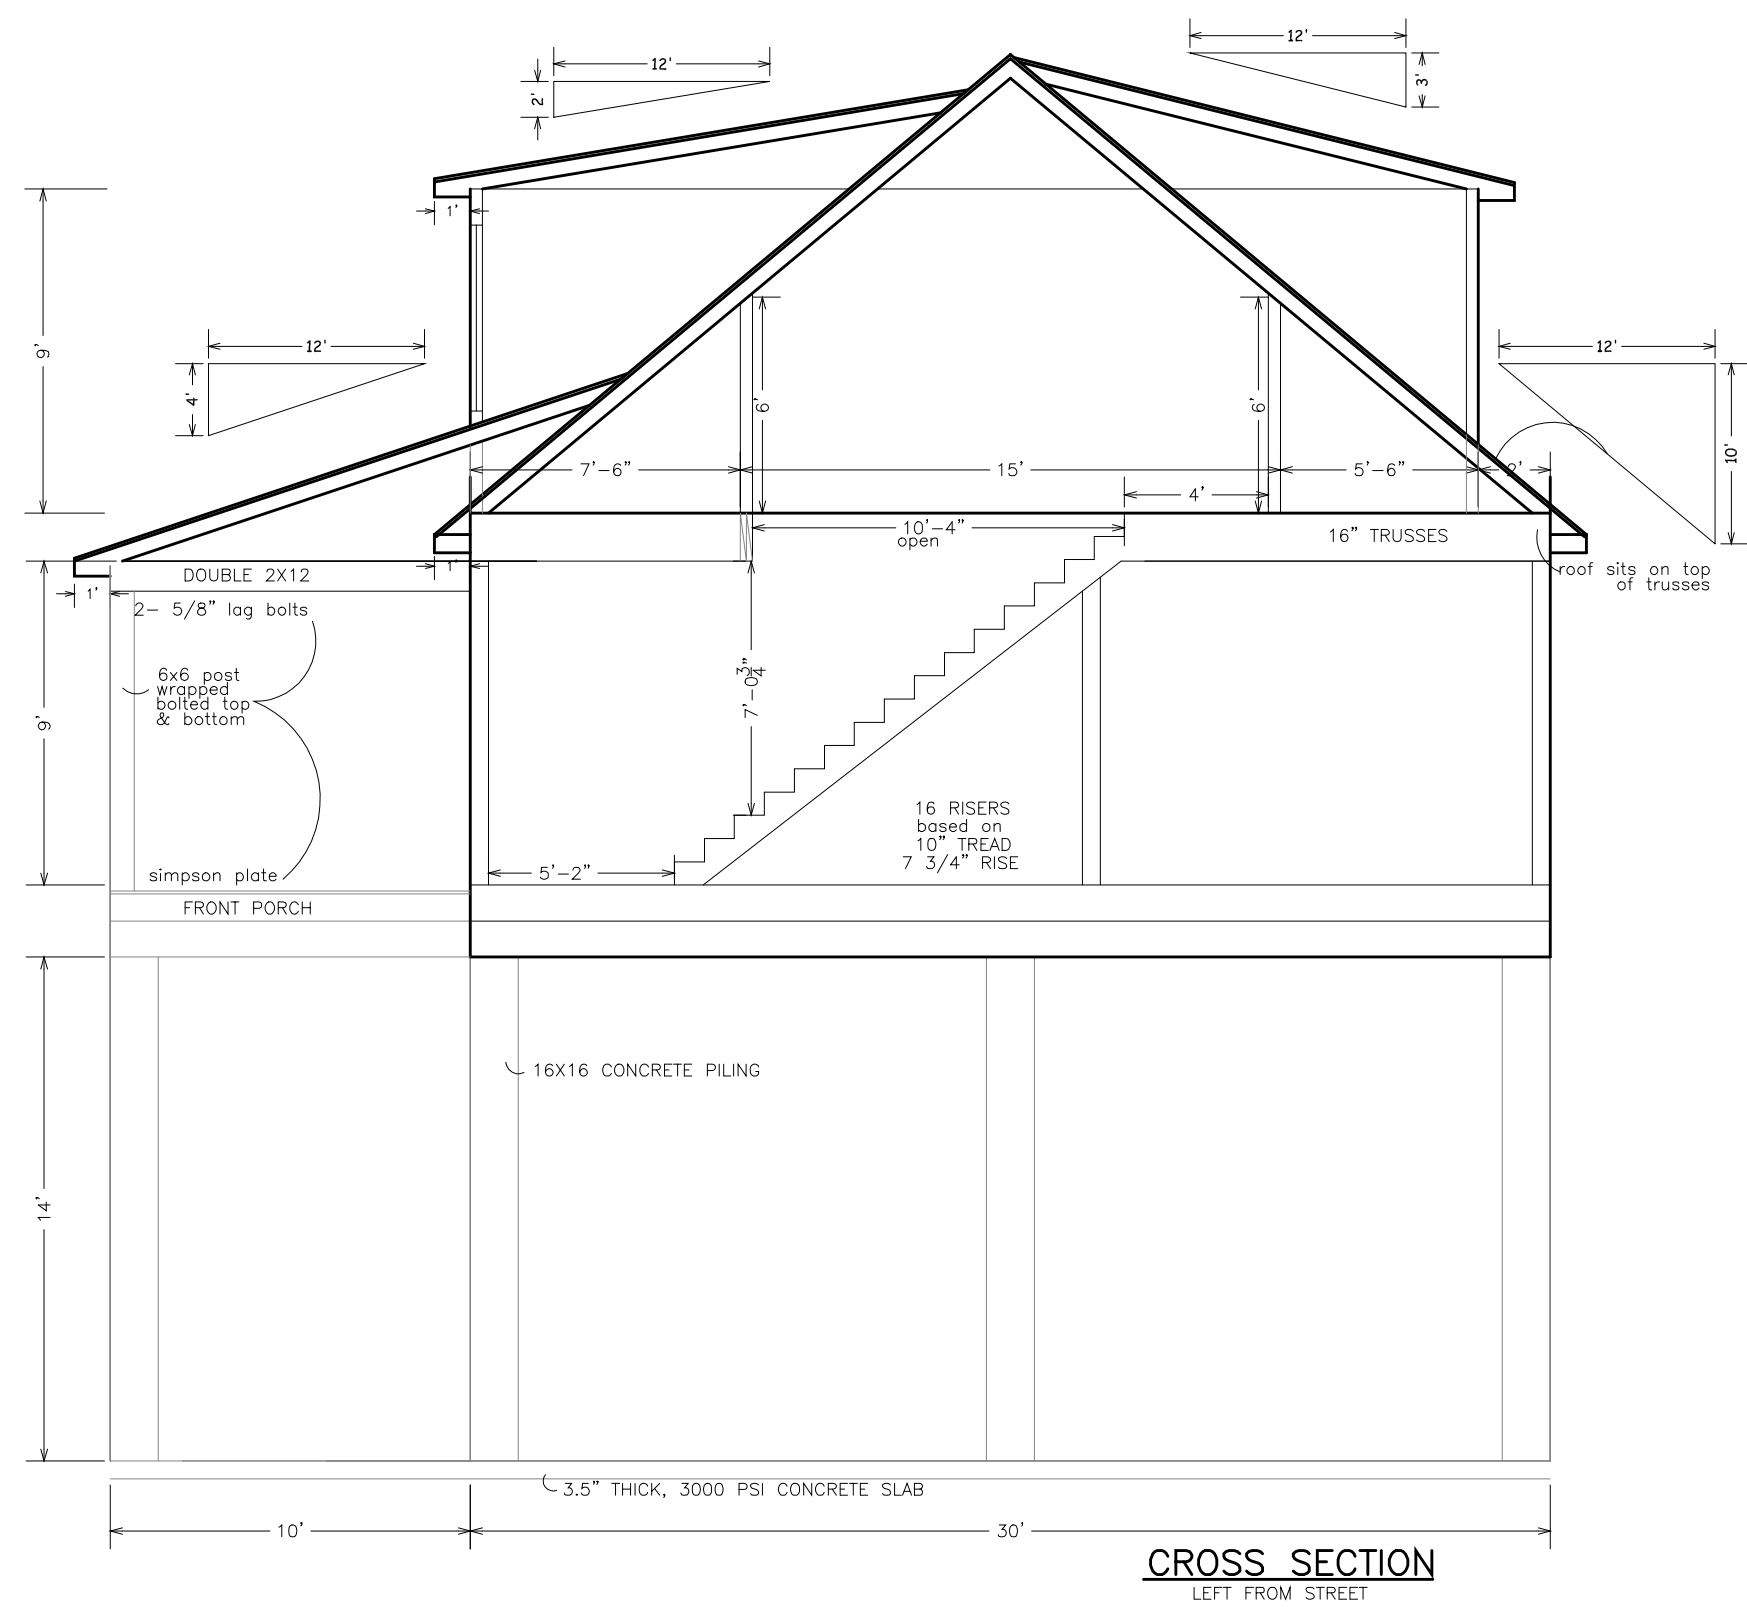 12'
12'
2'
3'
1'
9'
12'
12'
4'
6'
6'
10'
7'-6"
15'
5'-6"
2'
4'
10'-4"
open
16" TRUSSES
1'
roof sits on top
of trusses
DOUBLE 2X12
1'
2- 5/8" lag bolts
6x6 post
wrapped
bolted top
& bottom
9'
7'-0 3/4"
16 RISERS
based on
10" TREAD
7 3/4" RISE
5'-2"
simpson plate
FRONT PORCH
16X16 CONCRETE PILING
14'
3.5" THICK, 3000 PSI CONCRETE SLAB
10'
30'
CROSS SECTION
LEFT FROM STREET